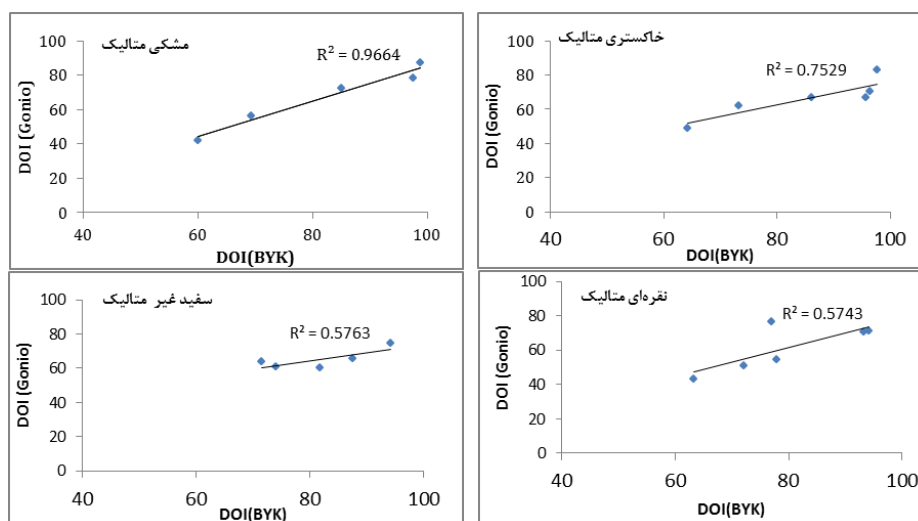 مشکی متالیک
R² = 0.9664
DOI (Gonio)
100
80
60
40
20
0
40 60 80 100
DOI(BYK)
خاکستری متالیک
R² = 0.7529
DOI (Gonio)
100
80
60
40
20
0
40 60 80 100
DOI(BYK)
سفید غیر متالیک
R² = 0.5763
DOI (Gonio)
100
80
60
40
20
0
40 60 80 100
DOI(BYK)
نقره‌ای متالیک
R² = 0.5743
DOI (Gonio)
100
80
60
40
20
0
40 60 80 100
DOI(BYK)